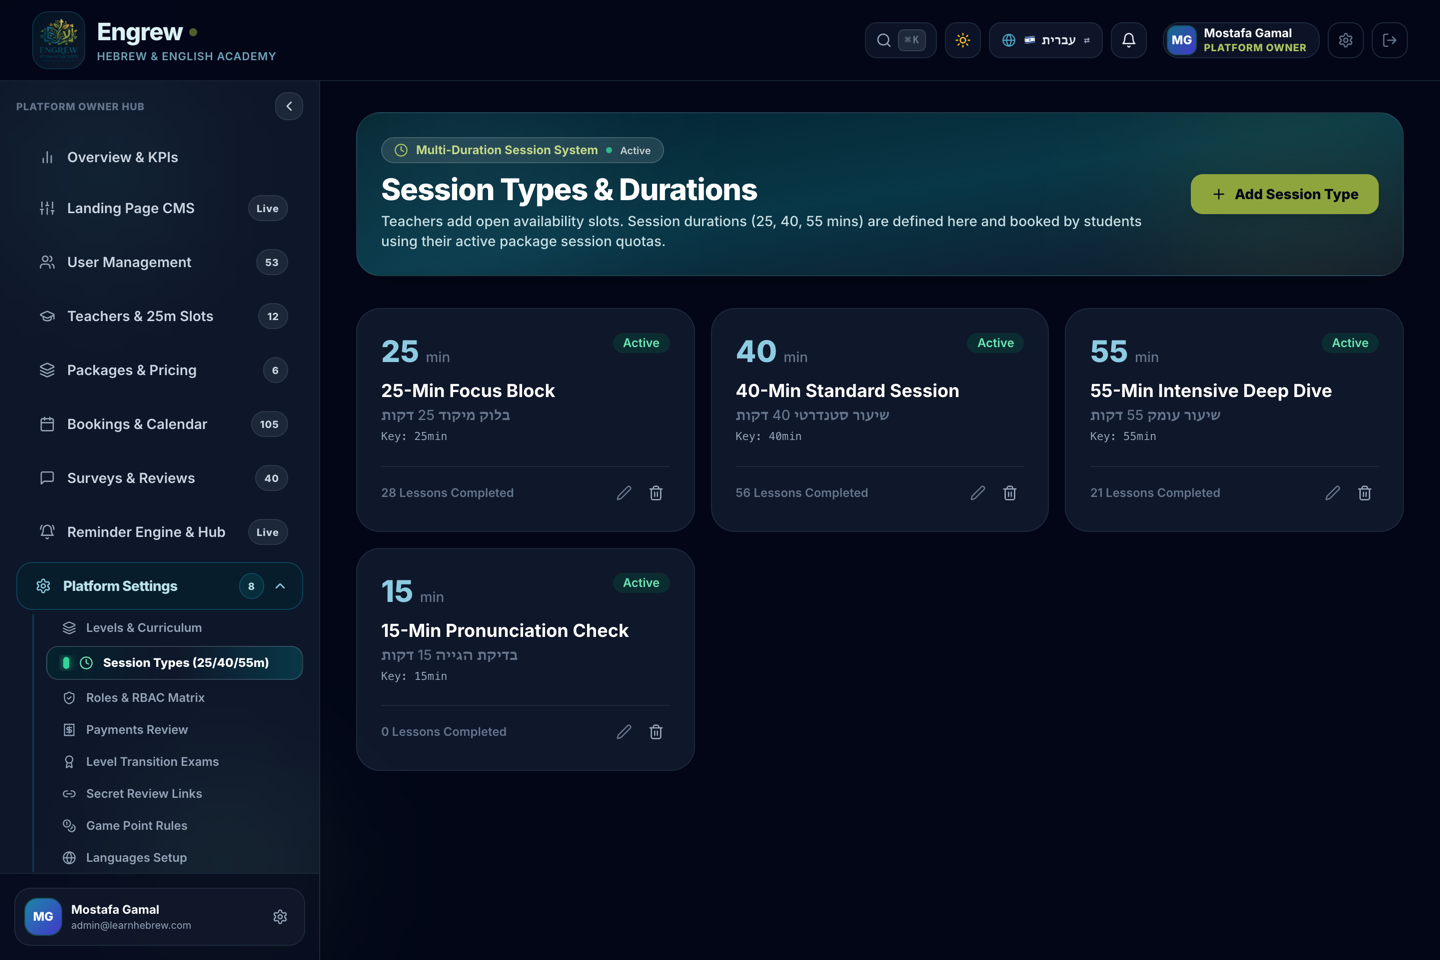 ENGREW
Engrew
HEBREW & ENGLISH ACADEMY
⌘K
עברית
MG
Mostafa Gamal
PLATFORM OWNER
PLATFORM OWNER HUB
Overview & KPIs
Landing Page CMS
Live
User Management
53
Teachers & 25m Slots
12
Packages & Pricing
6
Bookings & Calendar
105
Surveys & Reviews
40
Reminder Engine & Hub
Live
Platform Settings
8
Levels & Curriculum
Session Types (25/40/55m)
Roles & RBAC Matrix
Payments Review
Level Transition Exams
Secret Review Links
Game Point Rules
Languages Setup
MG
Mostafa Gamal
admin@learnhebrew.com
Multi-Duration Session System
Active
Session Types & Durations
Teachers add open availability slots. Session durations (25, 40, 55 mins) are defined here and booked by students
using their active package session quotas.
Add Session Type
25 min
Active
25-Min Focus Block
בלוק מיקוד 25 דקות
Key: 25min
28 Lessons Completed
40 min
Active
40-Min Standard Session
שיעור סטנדרטי 40 דקות
Key: 40min
56 Lessons Completed
55 min
Active
55-Min Intensive Deep Dive
שיעור עומק 55 דקות
Key: 55min
21 Lessons Completed
15 min
Active
15-Min Pronunciation Check
בדיקת הגייה 15 דקות
Key: 15min
0 Lessons Completed